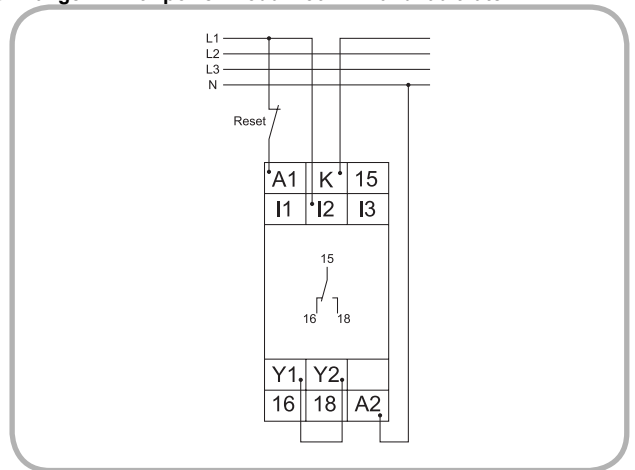 L1
L2
L3
N
Reset
A1 K 15
I1 I2 I3
15
16 18
Y1 Y2
16 18 A2